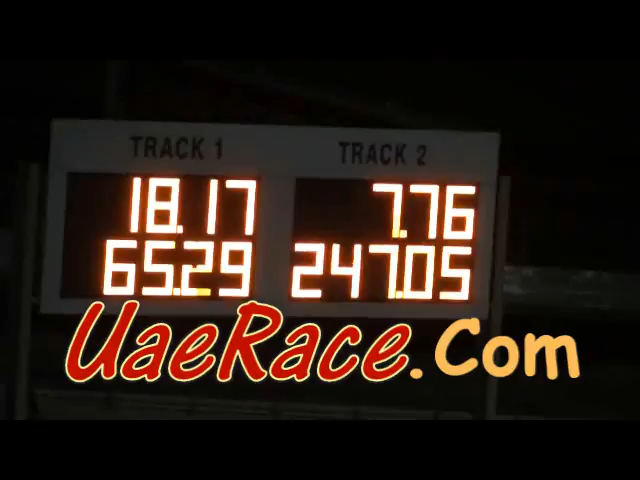 TRACK 1 TRACK 2
18.17 7.76
65.29 247.05
UaeRace.Com